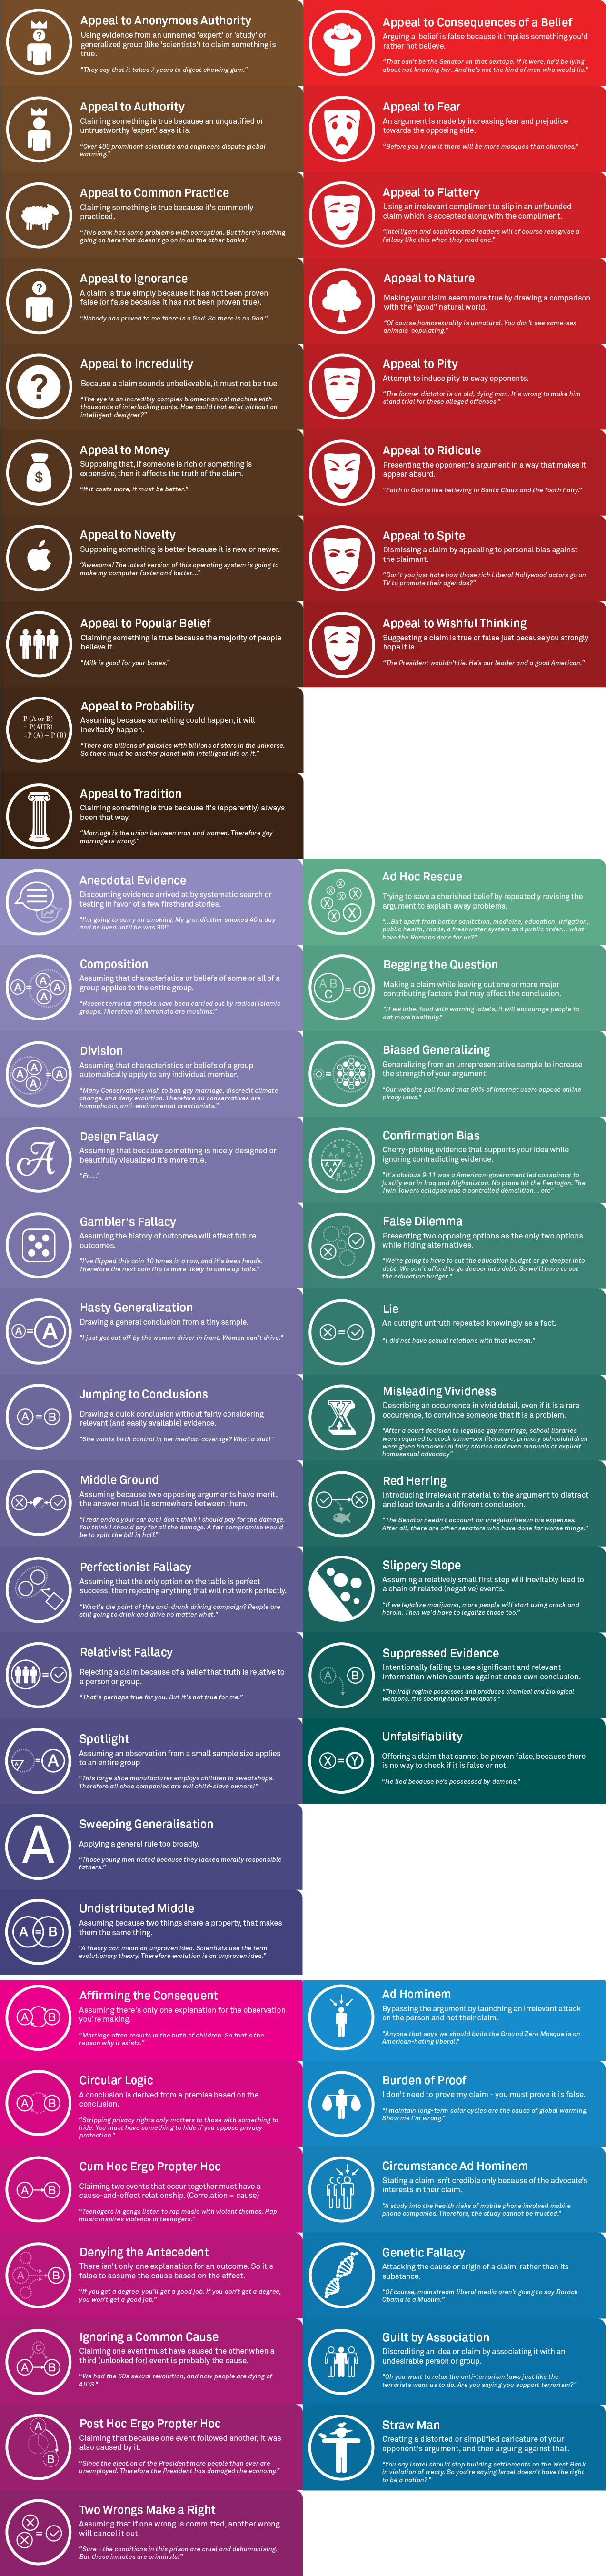 Appeal to Anonymous Authority
Using evidence from an unnamed 'expert' or 'study' or
generalized group (like 'scientists') to claim something is
true.
"They say that it takes 7 years to digest chewing gum."
Appeal to Authority
Claiming something is true because an unqualified or
untrustworthy 'expert' says it is.
"Over 400 prominent scientists and engineers dispute global
warming."
Appeal to Common Practice
Claiming something is true because it's commonly
practiced.
"This bank has some problems with corruption. But there's nothing
going on here that doesn't go on in all the other banks."
?
Appeal to Ignorance
A claim is true simply because it has not been proven
false (or false because it has not been proven true).
"Nobody has proved to me there is a God. So there is no God."
?
Appeal to Incredulity
Because a claim sounds unbelievable, it must not be true.
"The eye is an incredibly complex biomechanical machine with
thousands of interlocking parts. How could that exist without an
intelligent designer?"
$
Appeal to Money
Supposing that, if someone is rich or something is
expensive, then it affects the truth of the claim.
"If it costs more, it must be better."
Appeal to Novelty
Supposing something is better because it is new or newer.
"Awesome! The latest version of this operating system is going to
make my computer faster and better..."
Appeal to Popular Belief
Claiming something is true because the majority of people
believe it.
"Milk is good for your bones."
P (A or B)
= P(AUB)
=P (A) + P (B)
Appeal to Probability
Assuming because something could happen, it will
inevitably happen.
"There are billions of galaxies with billions of stars in the universe.
So there must be another planet with intelligent life on it."
Appeal to Tradition
Claiming something is true because it's (apparently) always
been that way.
"Marriage is the union between man and women. Therefore gay
marriage is wrong."
Appeal to Consequences of a Belief
Arguing a belief is false because it implies something you'd
rather not believe.
"That can't be the Senator on that sextape. If it were, he'd be lying
about not knowing her. And he's not the kind of man who would lie."
Appeal to Fear
An argument is made by increasing fear and prejudice
towards the opposing side.
"Before you know it there will be more mosques than churches."
Appeal to Flattery
Using an irrelevant compliment to slip in an unfounded
claim which is accepted along with the compliment.
"Intelligent and sophisticated readers will of course recognise a
fallacy like this when they read one."
Appeal to Nature
Making your claim seem more true by drawing a comparison
with the "good" natural world.
"Of course homosexuality is unnatural. You don't see same-sex
animals copulating."
Appeal to Pity
Attempt to induce pity to sway opponents.
"The former dictator is an old, dying man. It's wrong to make him
stand trial for these alleged offenses."
Appeal to Ridicule
Presenting the opponent's argument in a way that makes it
appear absurd.
"Faith in God is like believing in Santa Claus and the Tooth Fairy."
Appeal to Spite
Dismissing a claim by appealing to personal bias against
the claimant.
"Don't you just hate how those rich Liberal Hollywood actors go on
TV to promote their agendas?"
Appeal to Wishful Thinking
Suggesting a claim is true or false just because you strongly
hope it is.
"The President wouldn't lie. He's our leader and a good American."
Anecdotal Evidence
Discounting evidence arrived at by systematic search or
testing in favor of a few firsthand stories.
"I'm going to carry on smoking. My grandfather smoked 40 a day
and he lived until he was 90!"
Composition
Assuming that characteristics or beliefs of some or all of a
group applies to the entire group.
"Recent terrorist attacks have been carried out by radical Islamic
groups. Therefore all terrorists are muslims."
Division
Assuming that characteristics or beliefs of a group
automatically apply to any individual member.
"Many Conservatives wish to ban gay marriage, discredit climate
change, and deny evolution. Therefore all conservatives are
homophobic, anti-enviromental creationists."
Design Fallacy
Assuming that because something is nicely designed or
beautifully visualized it's more true.
"Er...."
Gambler's Fallacy
Assuming the history of outcomes will affect future
outcomes.
"I've flipped this coin 10 times in a row, and it's been heads.
Therefore the next coin flip is more likely to come up tails."
Hasty Generalization
Drawing a general conclusion from a tiny sample.
"I just got cut off by the woman driver in front. Women can't drive."
Jumping to Conclusions
Drawing a quick conclusion without fairly considering
relevant (and easily available) evidence.
"She wants birth control in her medical coverage? What a slut!"
Middle Ground
Assuming because two opposing arguments have merit,
the answer must lie somewhere between them.
"I rear ended your car but I don't think I should pay for the damage.
You think I should pay for all the damage. A fair compromise would
be to split the bill in half."
Perfectionist Fallacy
Assuming that the only option on the table is perfect
success, then rejecting anything that will not work perfectly.
"What's the point of this anti-drunk driving campaign? People are
still going to drink and drive no matter what."
Relativist Fallacy
Rejecting a claim because of a belief that truth is relative to
a person or group.
"That's perhaps true for you. But it's not true for me."
Spotlight
Assuming an observation from a small sample size applies
to an entire group
"This large shoe manufacturer employs children in sweatshops.
Therefore all shoe companies are evil child-slave owners!"
Sweeping Generalisation
Applying a general rule too broadly.
"Those young men rioted because they lacked morally responsible
fathers."
Undistributed Middle
Assuming because two things share a property, that makes
them the same thing.
"A theory can mean an unproven idea. Scientists use the term
evolutionary theory. Therefore evolution is an unproven idea."
Ad Hoc Rescue
Trying to save a cherished belief by repeatedly revising the
argument to explain away problems.
"...But apart from better sanitation, medicine, education, irrigation,
public health, roads, a freshwater system and public order... what
have the Romans done for us?"
Begging the Question
Making a claim while leaving out one or more major
contributing factors that may affect the conclusion.
"If we label food with warning labels, it will encourage people to
eat more healthily."
Biased Generalizing
Generalizing from an unrepresentative sample to increase
the strength of your argument.
"Our website poll found that 90% of internet users oppose online
piracy laws."
Confirmation Bias
Cherry-picking evidence that supports your idea while
ignoring contradicting evidence.
"It's obvious 9-11 was a American-government led conspiracy to
justify war in Iraq and Afghanistan. No plane hit the Pentagon. The
Twin Towers collapse was a controlled demolition... etc"
False Dilemma
Presenting two opposing options as the only two options
while hiding alternatives.
"We're going to have to cut the education budget or go deeper into
debt. We can't effort to go deeper into debt. So we'll have to cut
the education budget."
Lie
An outright untruth repeated knowingly as a fact.
"I did not have sexual relations with that woman."
Misleading Vividness
Describing an occurrence in vivid detail, even if it is a rare
occurrence, to convince someone that it is a problem.
"After a court decision to legalise gay marriage, school libraries
were required to stock same-sex literature; primary schoolchildren
were given homosexual fairy stories and even manuals of explicit
homosexual advocacy"
Red Herring
Introducing irrelevant material to the argument to distract
and lead towards a different conclusion.
"The Senator needn't account for irregularities in his expenses.
After all, there are other senators who have done far worse things."
Slippery Slope
Assuming a relatively small first step will inevitably lead to
a chain of related (negative) events.
"If we legalize marijuana, more people will start using crack and
heroin. Then we'd have to legalize those too."
Suppressed Evidence
Intentionally failing to use significant and relevant
information which counts against one's own conclusion.
"The Iraqi regime possesses and produces chemical and biological
weapons. It is seeking nuclear weapons."
Unfalsifiability
Offering a claim that cannot be proven false, because there
is no way to check if it is false or not.
"He lied because he's possessed by demons."
Affirming the Consequent
Assuming there's only one explanation for the observation
you're making.
"Marriage often results in the birth of children. So that's the
reason why it exists."
Circular Logic
A conclusion is derived from a premise based on the
conclusion.
"Stripping privacy rights only matters to those with something to
hide. You must have something to hide if you oppose privacy
protection."
Cum Hoc Ergo Propter Hoc
Claiming two events that occur together must have a
cause-and-effect relationship. (Correlation = cause)
"Teenagers in gangs listen to rap music with violent themes. Rap
music inspires violence in teenagers."
Denying the Antecedent
There isn't only one explanation for an outcome. So it's
false to assume the cause based on the effect.
"If you get a degree, you'll get a good job. If you don't get a degree,
you won't get a good job."
Ignoring a Common Cause
Claiming one event must have caused the other when a
third (unlooked for) event is probably the cause.
"We had the 60s sexual revolution, and now people are dying of
AIDS."
Post Hoc Ergo Propter Hoc
Claiming that because one event followed another, it was
also caused by it.
"Since the election of the President more people than ever are
unemployed. Therefore the President has damaged the economy."
Two Wrongs Make a Right
Assuming that if one wrong is committed, another wrong
will cancel it out.
"Sure - the conditions in this prison are cruel and dehumanising.
But these inmates are criminals!"
Ad Hominem
Bypassing the argument by launching an irrelevant attack
on the person and not their claim.
"Anyone that says we should build the Ground Zero Mosque is an
American-hating liberal."
Burden of Proof
I don't need to prove my claim - you must prove it is false.
"I maintain long-term solar cycles are the cause of global warming.
Show me I'm wrong."
Circumstance Ad Hominem
Stating a claim isn't credible only because of the advocate's
interests in their claim.
"A study into the health risks of mobile phone involved mobile
phone companies. Therefore, the study cannot be trusted."
Genetic Fallacy
Attacking the cause or origin of a claim, rather than its
substance.
"Of course, mainstream liberal media aren't going to say Barack
Obama is a Muslim."
Guilt by Association
Discrediting an idea or claim by associating it with an
undesirable person or group.
"Oh you want to relax the anti-terrorism laws just like the
terrorists want us to do. Are you saying you support terrorism?"
Straw Man
Creating a distorted or simplified caricature of your
opponent's argument, and then arguing against that.
"You say Israel should stop building settlements on the West Bank
in violation of treaty. So you're saying Israel doesn't have the right
to be a nation?"